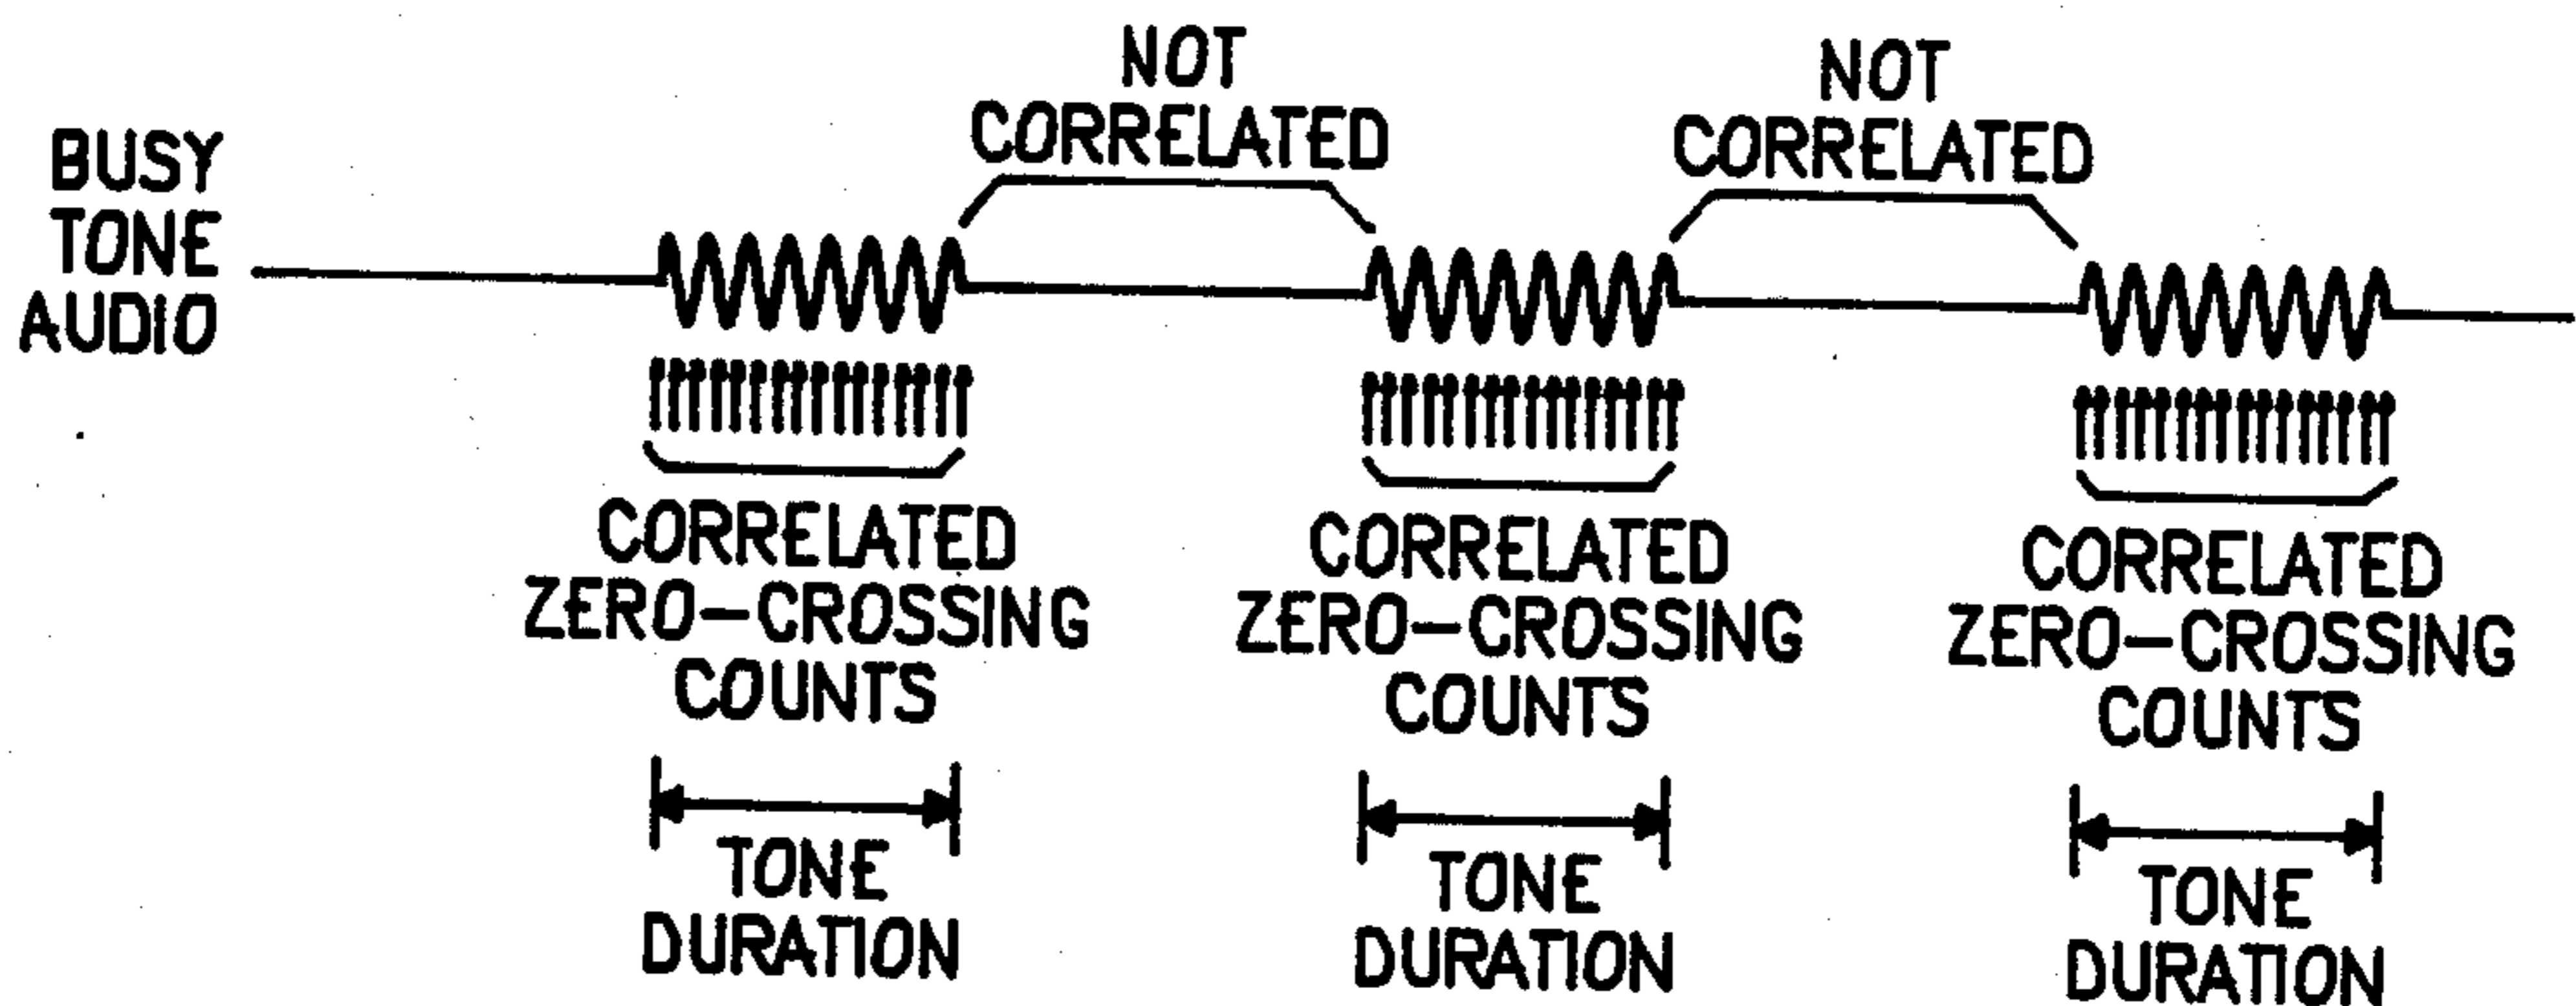 NOT
CORRELATED
NOT
CORRELATED
BUSY
TONE
AUDIO
CORRELATED
ZERO-CROSSING
COUNTS
CORRELATED
ZERO-CROSSING
COUNTS
CORRELATED
ZERO-CROSSING
COUNTS
TONE
DURATION
TONE
DURATION
TONE
DURATION